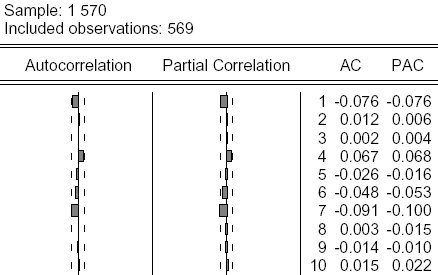 Sample: 1 570
Included observations: 569
Autocorrelation Partial Correlation AC PAC
1 -0.076 -0.076
2 0.012 0.006
3 0.002 0.004
4 0.067 0.068
5 -0.026 -0.016
6 -0.048 -0.053
7 -0.091 -0.100
8 0.003 -0.015
9 -0.014 -0.010
10 0.015 0.022